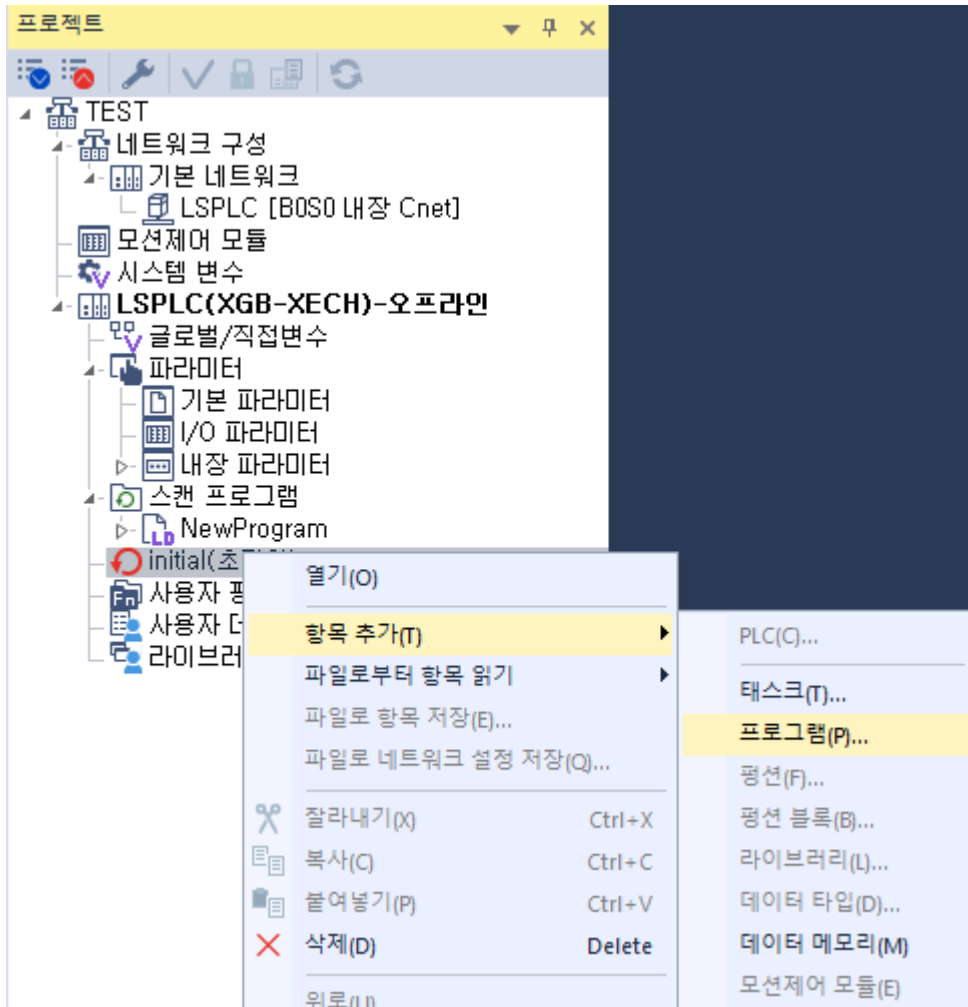 프로젝트
TEST
네트워크 구성
기본 네트워크
LSPLC [B0S0 내장 Cnet]
모션제어 모듈
시스템 변수
LSPLC(XGB-XECH)-오프라인
글로벌/직접변수
파라미터
기본 파라미터
I/O 파라미터
내장 파라미터
스캔 프로그램
NewProgram
initial(초
사용자
사용자
라이브러
열기(O)
항목 추가(T)
파일로부터 항목 읽기
파일로 항목 저장(E)...
파일로 네트워크 설정 저장(Q)...
잘라내기(X) Ctrl+X
복사(C) Ctrl+C
붙여넣기(P) Ctrl+V
삭제(D) Delete
위로(U)
PLC(C)...
태스크(T)...
프로그램(P)...
펑션(F)...
펑션 블록(B)...
라이브러리(L)...
데이터 타입(D)...
데이터 메모리(M)
모션제어 모듈(E)